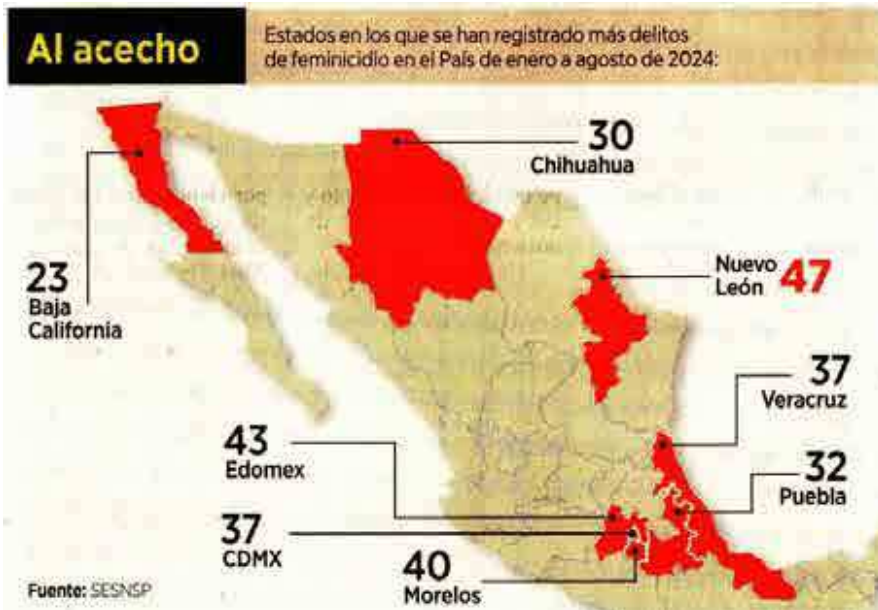 Al acecho
Estados en los que se han registrado más delitos
de feminicidio en el País de enero a agosto de 2024:
30
Chihuahua
23
Baja
California
Nuevo
León 47
37
Veracruz
43
Edomex
32
Puebla
37
CDMX
40
Morelos
Fuente: SESNSP